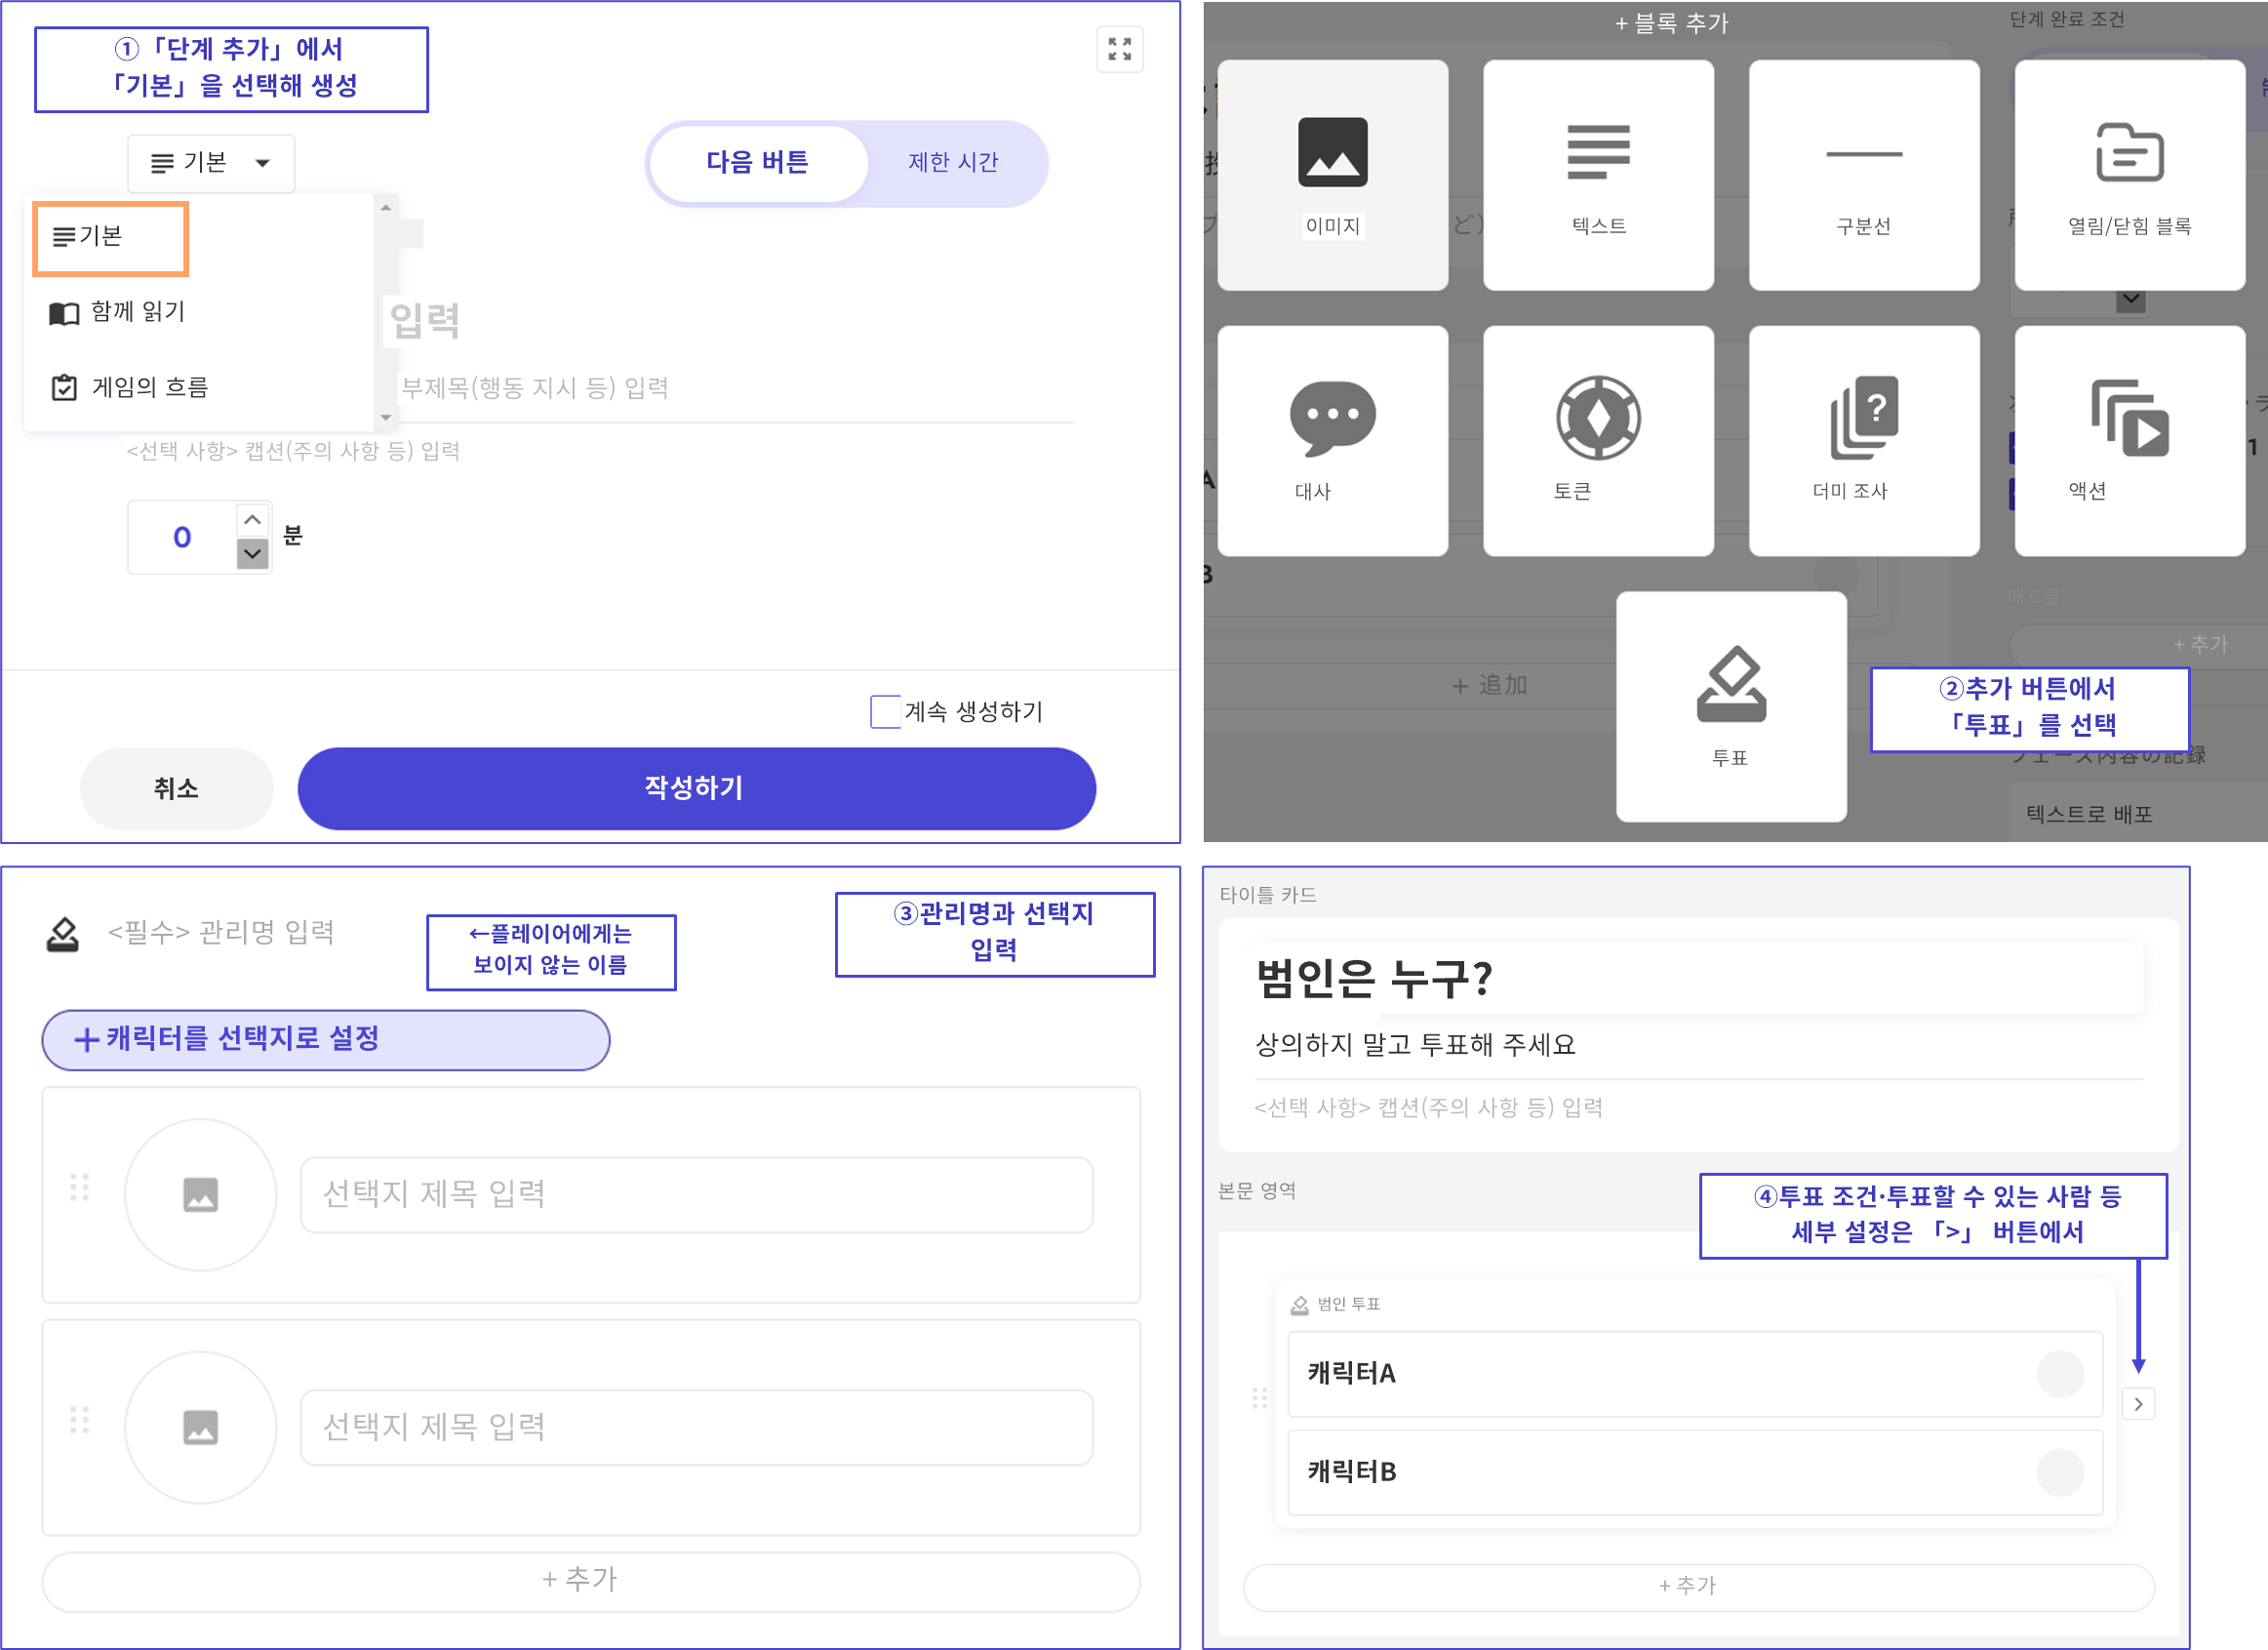 ①「단계 추가」에서
「기본」을 선택해 생성
기본
다음 버튼
제한 시간
기본
함께 읽기
게임의 흐름
입력
부제목(행동 지시 등) 입력
<선택 사항> 캡션(주의 사항 등) 입력
0
분
계속 생성하기
취소
작성하기
+ 블록 추가
단계 완료 조건
이미지
텍스트
구분선
열림/닫힘 블록
대사
토큰
더미 조사
액션
A
1
B
배포물
+ 추가
+ 追加
투표
②추가 버튼에서
「투표」를 선택
フェーズ内容の記録
텍스트로 배포
<필수> 관리명 입력
←플레이어에게는
보이지 않는 이름
③관리명과 선택지
입력
+캐릭터를 선택지로 설정
선택지 제목 입력
선택지 제목 입력
+ 추가
타이틀 카드
범인은 누구?
상의하지 말고 투표해 주세요
<선택 사항> 캡션(주의 사항 등) 입력
본문 영역
④투표 조건·투표할 수 있는 사람 등
세부 설정은 「>」 버튼에서
범인 투표
캐릭터A
캐릭터B
+ 추가